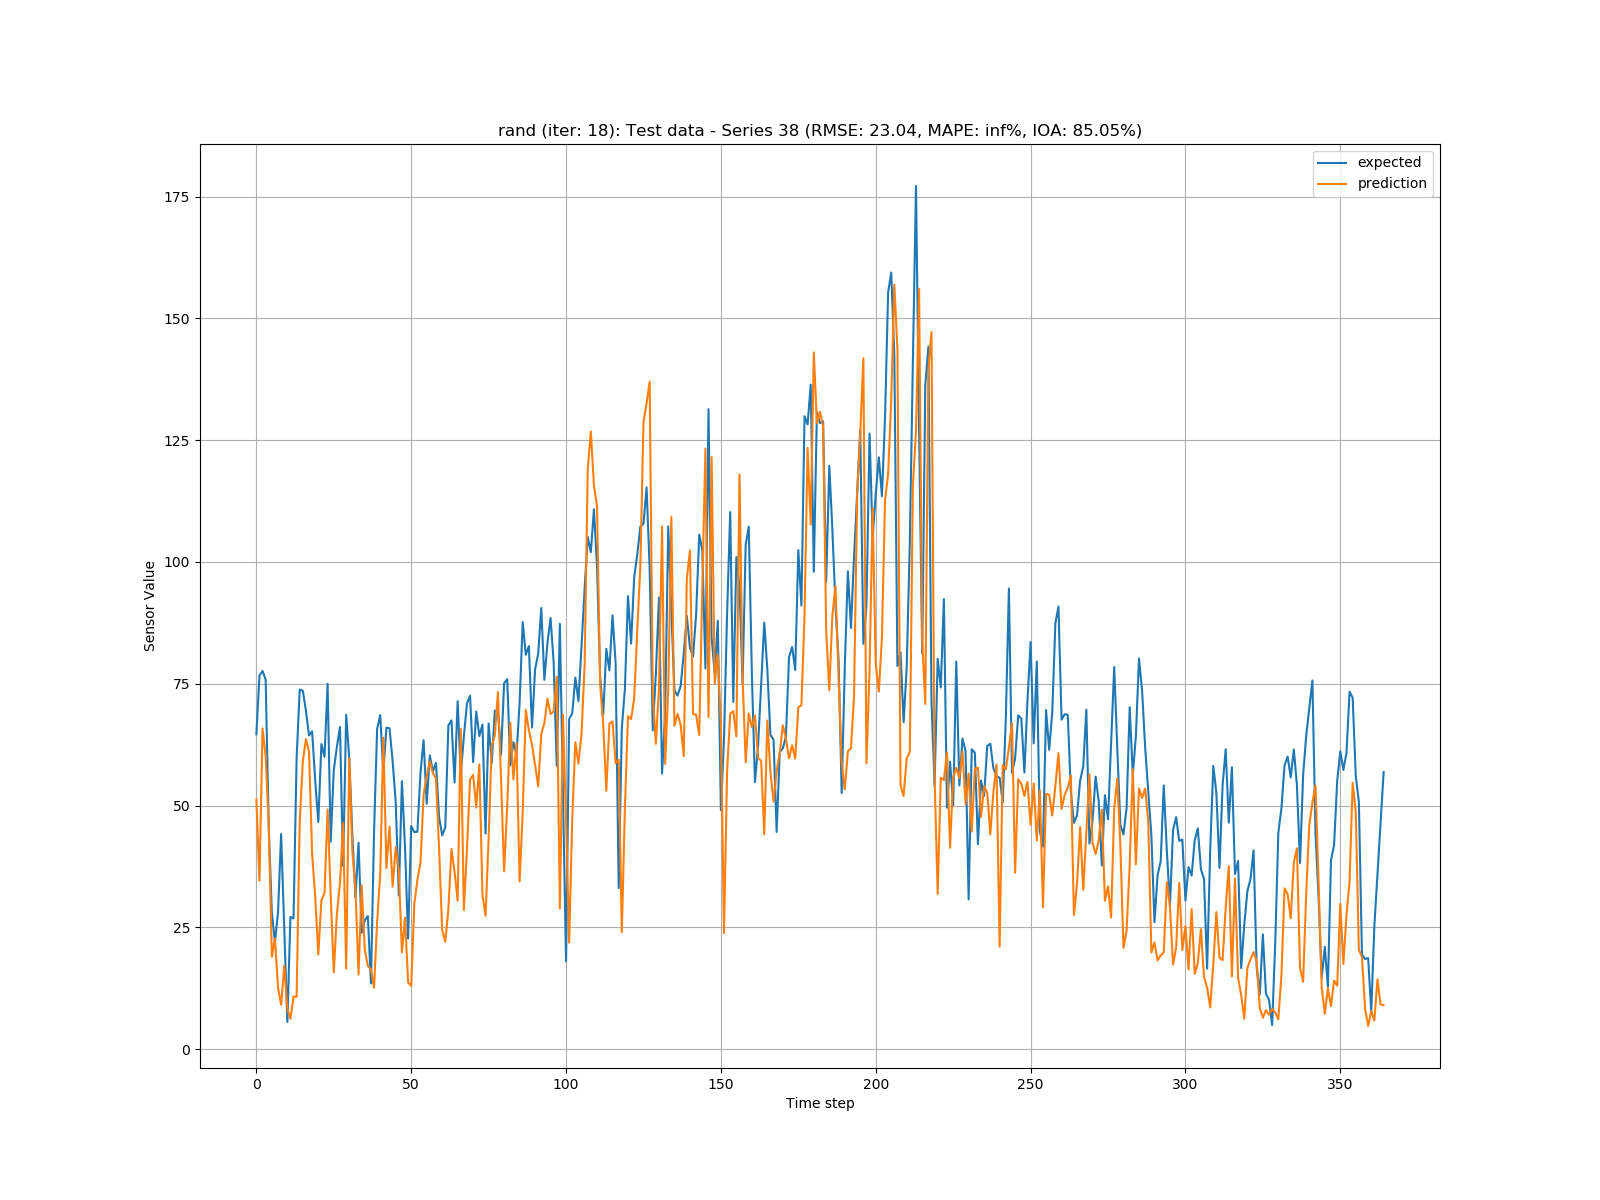 rand (iter: 18): Test data - Series 38 (RMSE: 23.04, MAPE: inf%, IOA: 85.05%)
expected
prediction
175
150
125
100
75
50
25
0
Sensor Value
0 50 100 150 200 250 300 350
Time step